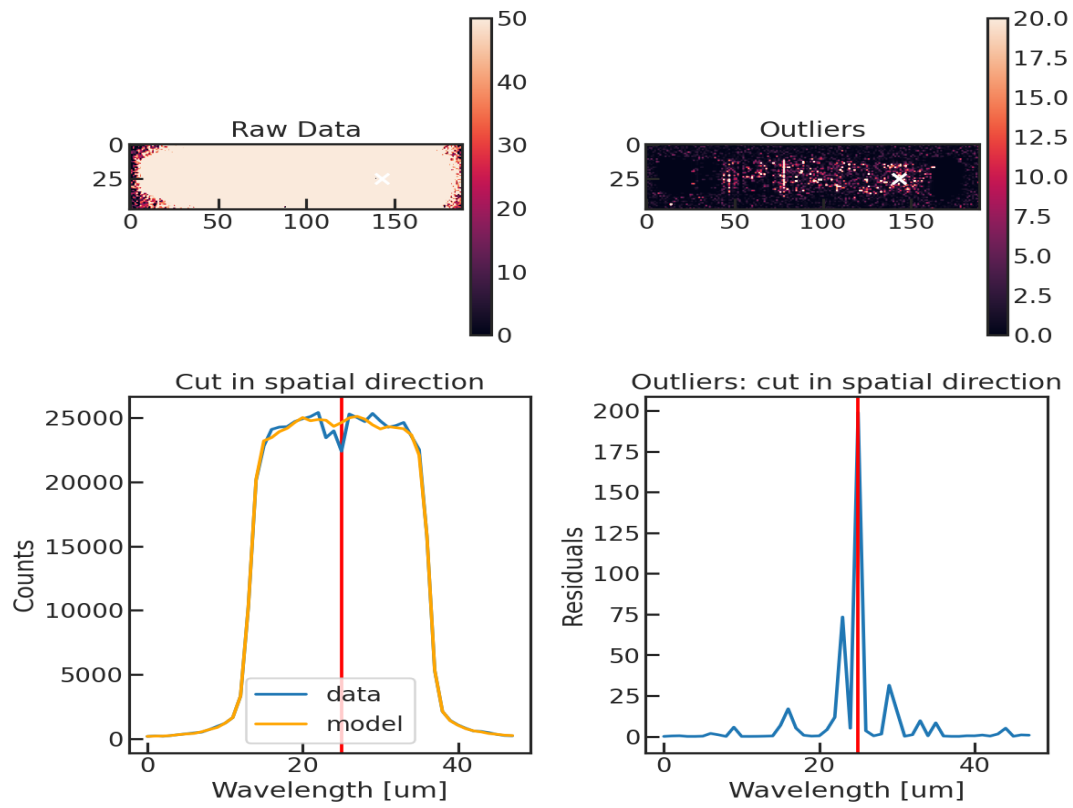 Raw Data
0
25
0 50 100 150
50
40
30
20
10
0
Outliers
0
25
0 50 100 150
20.0
17.5
15.0
12.5
10.0
7.5
5.0
2.5
0.0
Cut in spatial direction
25000
20000
15000
10000
5000
0
Counts
data
model
0 20 40
Wavelength [um]
Outliers: cut in spatial direction
200
175
150
125
100
75
50
25
0
Residuals
0 20 40
Wavelength [um]